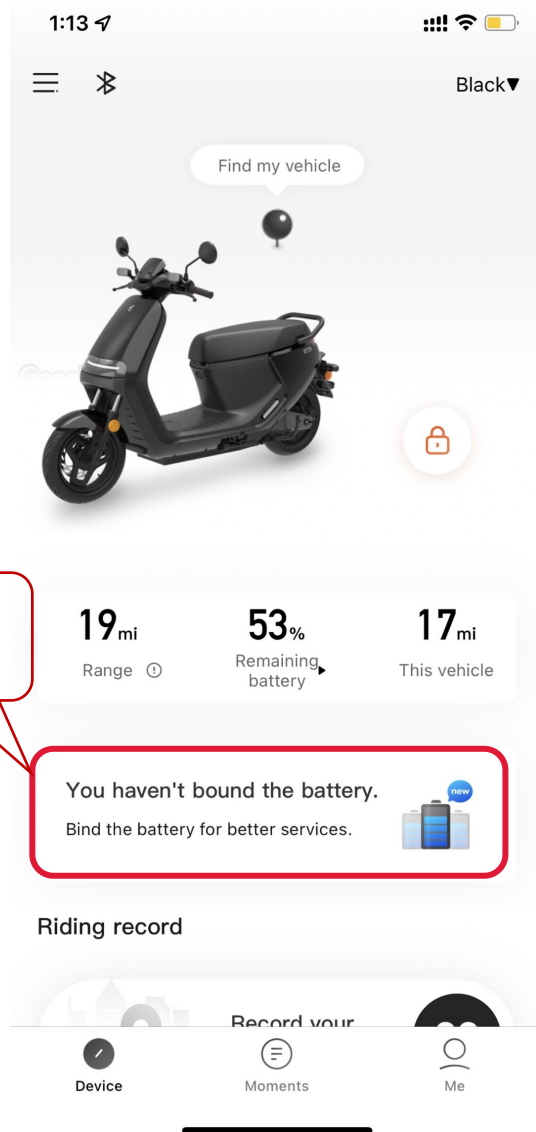 1:13
Black▼
Find my vehicle
19mi
53%
17mi
Range
Remaining
battery
This vehicle
You haven't bound the battery.
new
Bind the battery for better services.
Riding record
Record your
Device
Moments
Me